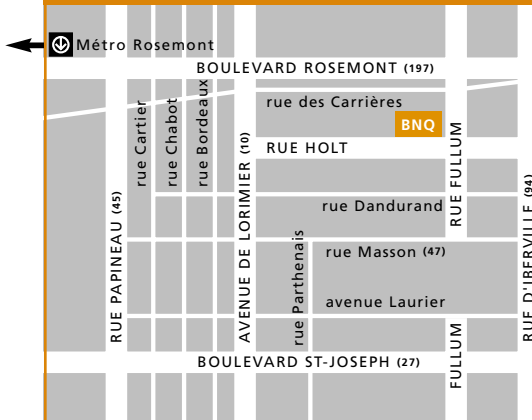 Métro Rosemont
BOULEVARD ROSEMONT (197)
rue des Carrières
BNQ
RUE HOLT
rue Cartier
rue Chabot
rue Bordeaux
AVENUE DE LORIMIER (10)
RUE FULLUM
rue Dandurand
RUE PAPINEAU (45)
RUE D'IBERVILLE (94)
rue Parthenais
rue Masson (47)
avenue Laurier
BOULEVARD ST-JOSEPH (27)
FULLUM